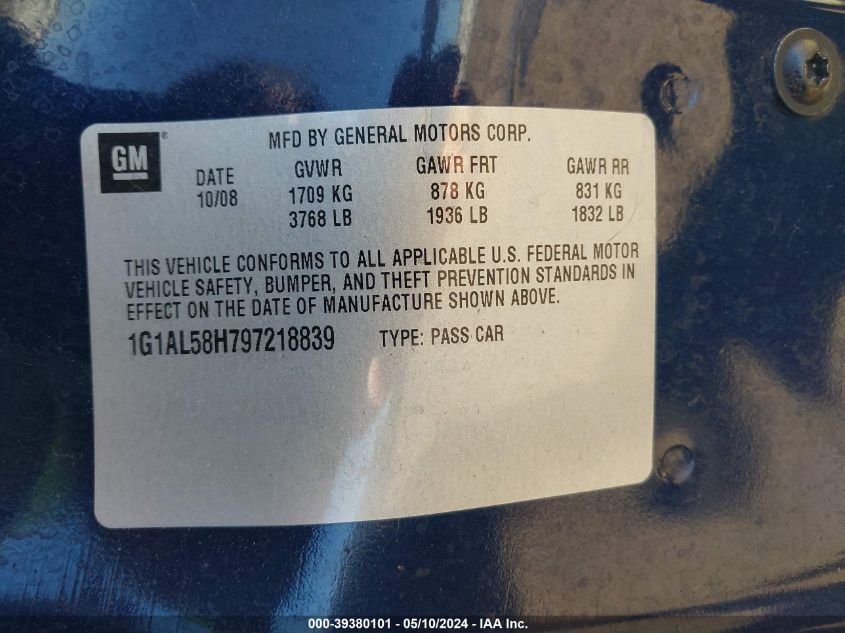 MFD BY GENERAL MOTORS CORP.
GM®
DATE GVWR GAWR FRT GAWR RR
10/08 1709 KG 878 KG 831 KG
3768 LB 1936 LB 1832 LB
THIS VEHICLE CONFORMS TO ALL APPLICABLE U.S. FEDERAL MOTOR
VEHICLE SAFETY, BUMPER, AND THEFT PREVENTION STANDARDS IN
EFFECT ON THE DATE OF MANUFACTURE SHOWN ABOVE.
1G1AL58H797218839 TYPE: PASS CAR
000-39380101 - 05/10/2024 - IAA Inc.